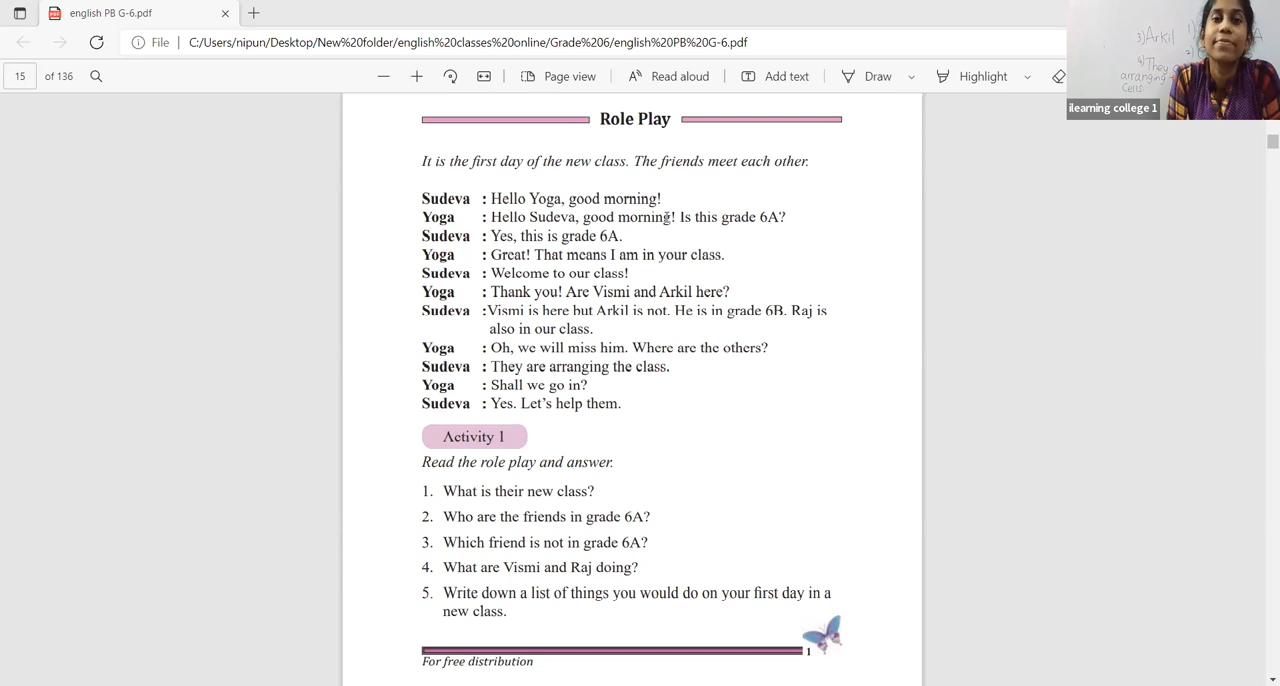 english PB G-6.pdf
File
C:/Users/nipun/Desktop/New%20folder/english%20classes%20online/Grade%206/english%20PB%20G-6.pdf
15 of 136
Page view
Read aloud
Add text
Draw
Highlight
3)Arkil
4)They
arranging
ilearning college 1
Role Play
It is the first day of the new class. The friends meet each other.
Sudeva : Hello Yoga, good morning!
Yoga : Hello Sudeva, good morning! Is this grade 6A?
Sudeva : Yes, this is grade 6A.
Yoga : Great! That means I am in your class.
Sudeva : Welcome to our class!
Yoga : Thank you! Are Vismi and Arkil here?
Sudeva :Vismi is here but Arkil is not. He is in grade 6B. Raj is
also in our class.
Yoga : Oh, we will miss him. Where are the others?
Sudeva : They are arranging the class.
Yoga : Shall we go in?
Sudeva : Yes. Let's help them.
Activity 1
Read the role play and answer.
1. What is their new class?
2. Who are the friends in grade 6A?
3. Which friend is not in grade 6A?
4. What are Vismi and Raj doing?
5. Write down a list of things you would do on your first day in a
new class.
1
For free distribution